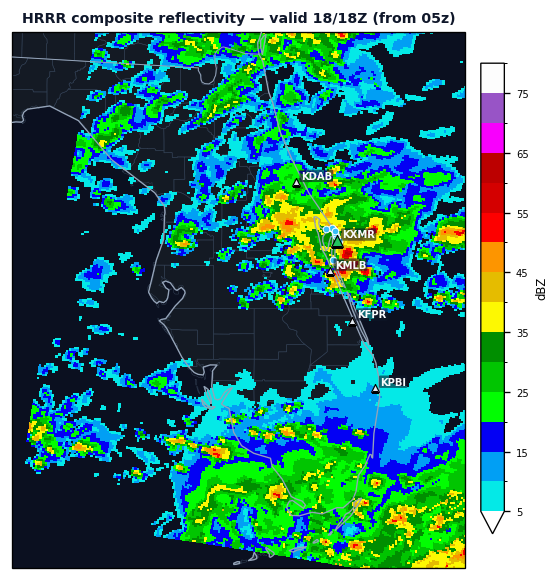 HRRR composite reflectivity — valid 18/18Z (from 05z)
KDAB
KXMR
KMLB
KFPR
KPBI
75
65
55
45
35
25
15
5
dBZ